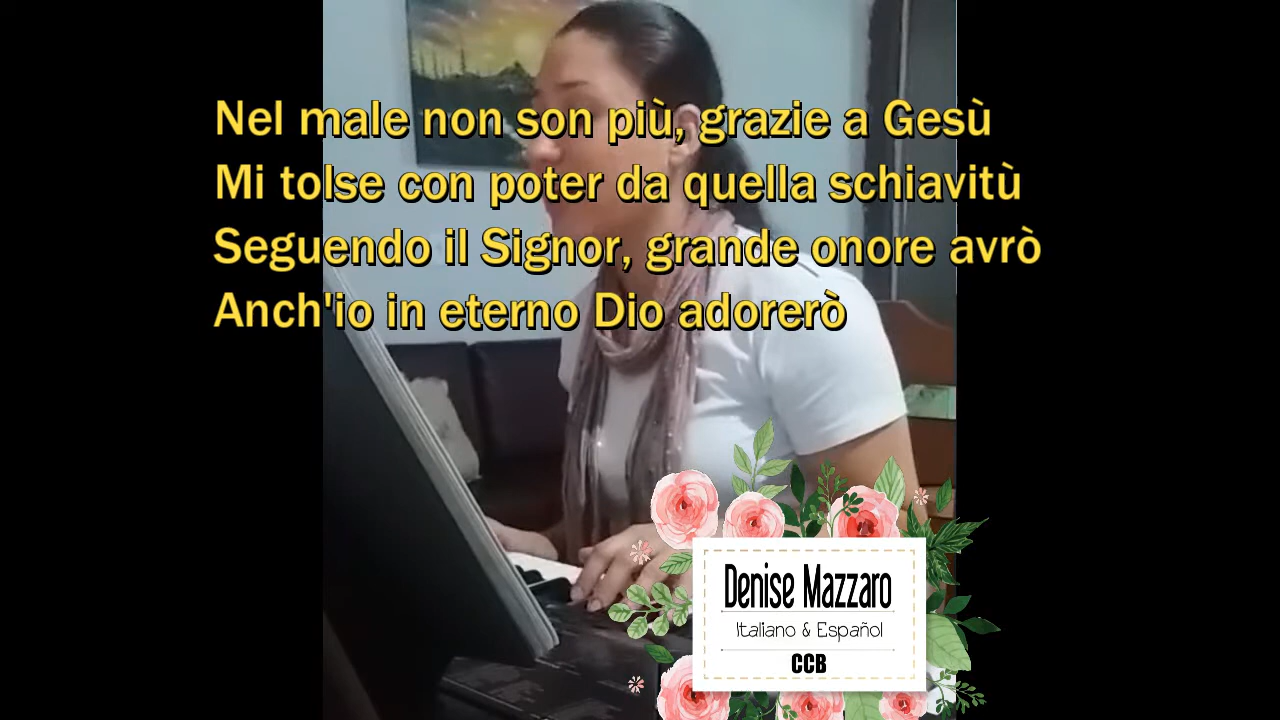 Nel male non son più, grazie a Gesù
Mi tolse con poter da quella schiavitù
Seguendo il Signor, grande onore avrò
Anch'io in eterno Dio adorerò
Denise Mazzaro
Italiano & Español
CCB